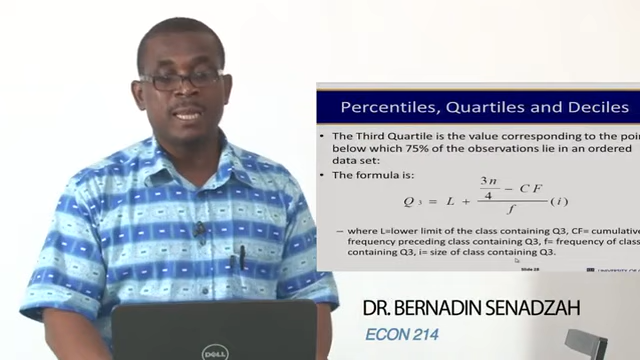 Percentiles, Quartiles and Deciles
• The Third Quartile is the value corresponding to the
below which 75% of the observations lie in an ordered
data set:
• The formula is:
Q₃ = L + (3n/4 − CF)/f (i)
– where L=lower limit of the class containing Q3, CF= cumulative
frequency preceding class containing Q3, f= frequency of class
containing Q3, i= size of class containing Q3.
Slide 28
DR. BERNADIN SENADZAH
ECON 214
DELL